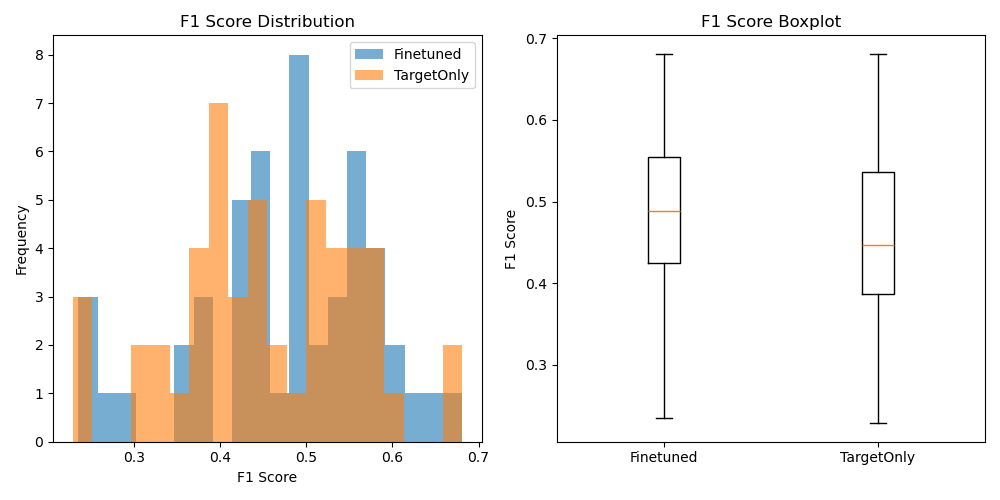 F1 Score Distribution
Finetuned
TargetOnly
8
7
6
5
4
3
2
1
0
Frequency
0.3 0.4 0.5 0.6 0.7
F1 Score
F1 Score Boxplot
0.7
0.6
0.5
0.4
0.3
F1 Score
Finetuned TargetOnly